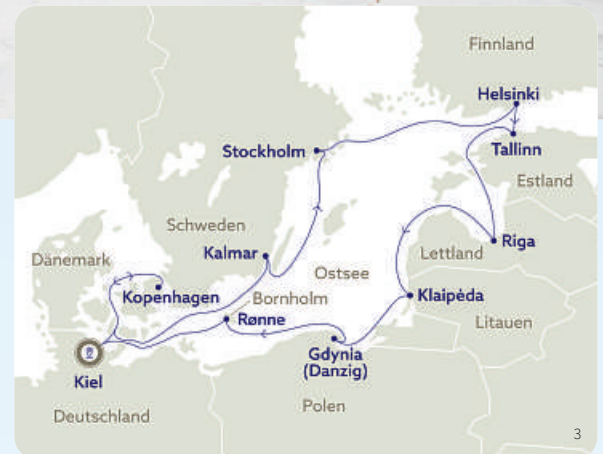 Finnland
Helsinki
Stockholm
Tallinn
Estland
Schweden
Kalmar
Riga
Dänemark
Lettland
Ostsee
Kopenhagen
Bornholm
Klaipėda
Rønne
Litauen
Gdynia
(Danzig)
Kiel
Polen
Deutschland
3